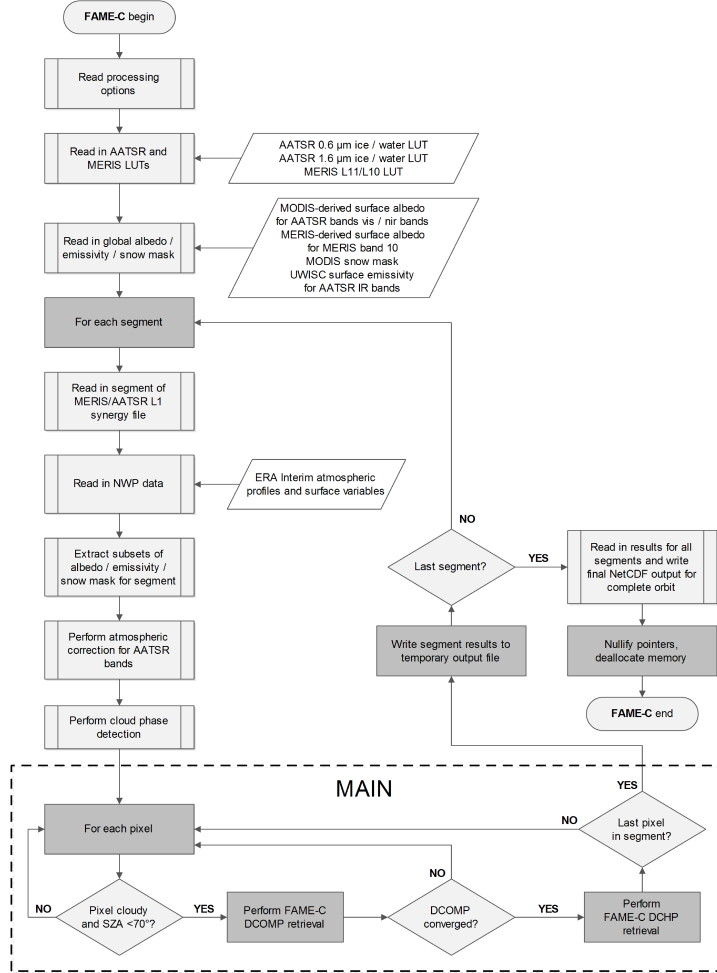 FAME-C begin
Read processing
options
Read in AATSR and
MERIS LUTs
AATSR 0.6 µm ice / water LUT
AATSR 1.6 µm ice / water LUT
MERIS L11/L10 LUT
Read in global albedo /
emissivity / snow mask
MODIS-derived surface albedo
for AATSR bands vis / nir bands
MERIS-derived surface albedo
for MERIS band 10
MODIS snow mask
UWISC surface emissivity
for AATSR IR bands
For each segment
Read in segment of
MERIS/AATSR L1
synergy file
Read in NWP data
ERA Interim atmospheric
profiles and surface variables
Extract subsets of
albedo / emissivity /
snow mask for segment
Perform atmospheric
correction for AATSR
bands
Perform cloud phase
detection
NO
Last segment?
YES
Read in results for all
segments and write
final NetCDF output for
complete orbit
Write segment results to
temporary output file
Nullify pointers,
deallocate memory
FAME-C end
MAIN
For each pixel
YES
NO
Last pixel
in segment?
NO
Pixel cloudy
and SZA <70°?
YES
Perform FAME-C
DCOMP retrieval
NO
DCOMP
converged?
YES
Perform
FAME-C DCHP
retrieval